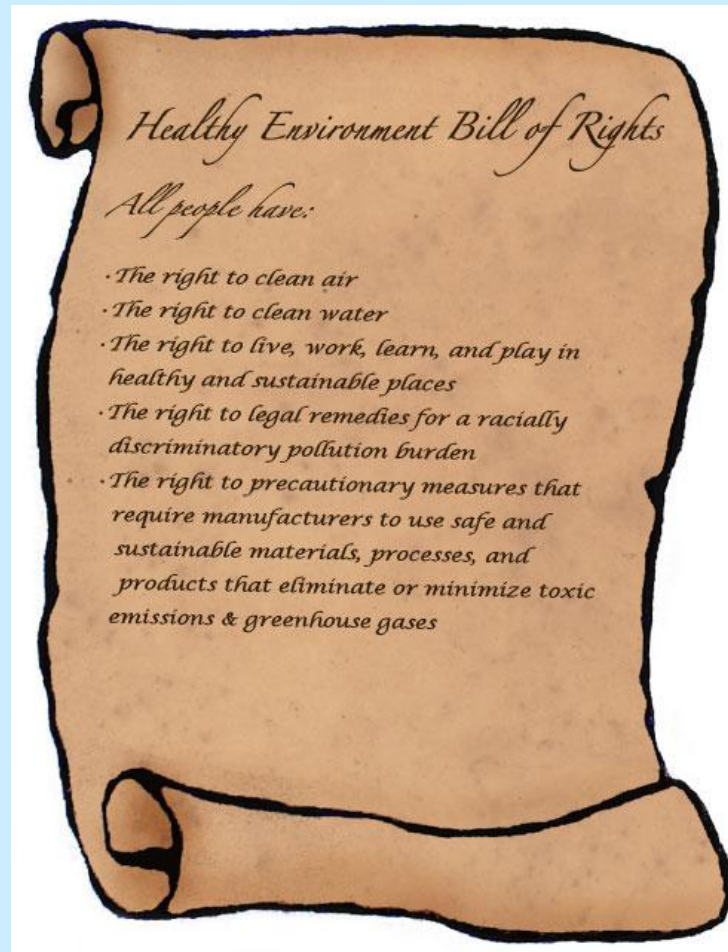 Healthy Environment Bill of Rights
All people have:
·The right to clean air
·The right to clean water
·The right to live, work, learn, and play in
healthy and sustainable places
·The right to legal remedies for a racially
discriminatory pollution burden
·The right to precautionary measures that
require manufacturers to use safe and
sustainable materials, processes, and
products that eliminate or minimize toxic
emissions & greenhouse gases